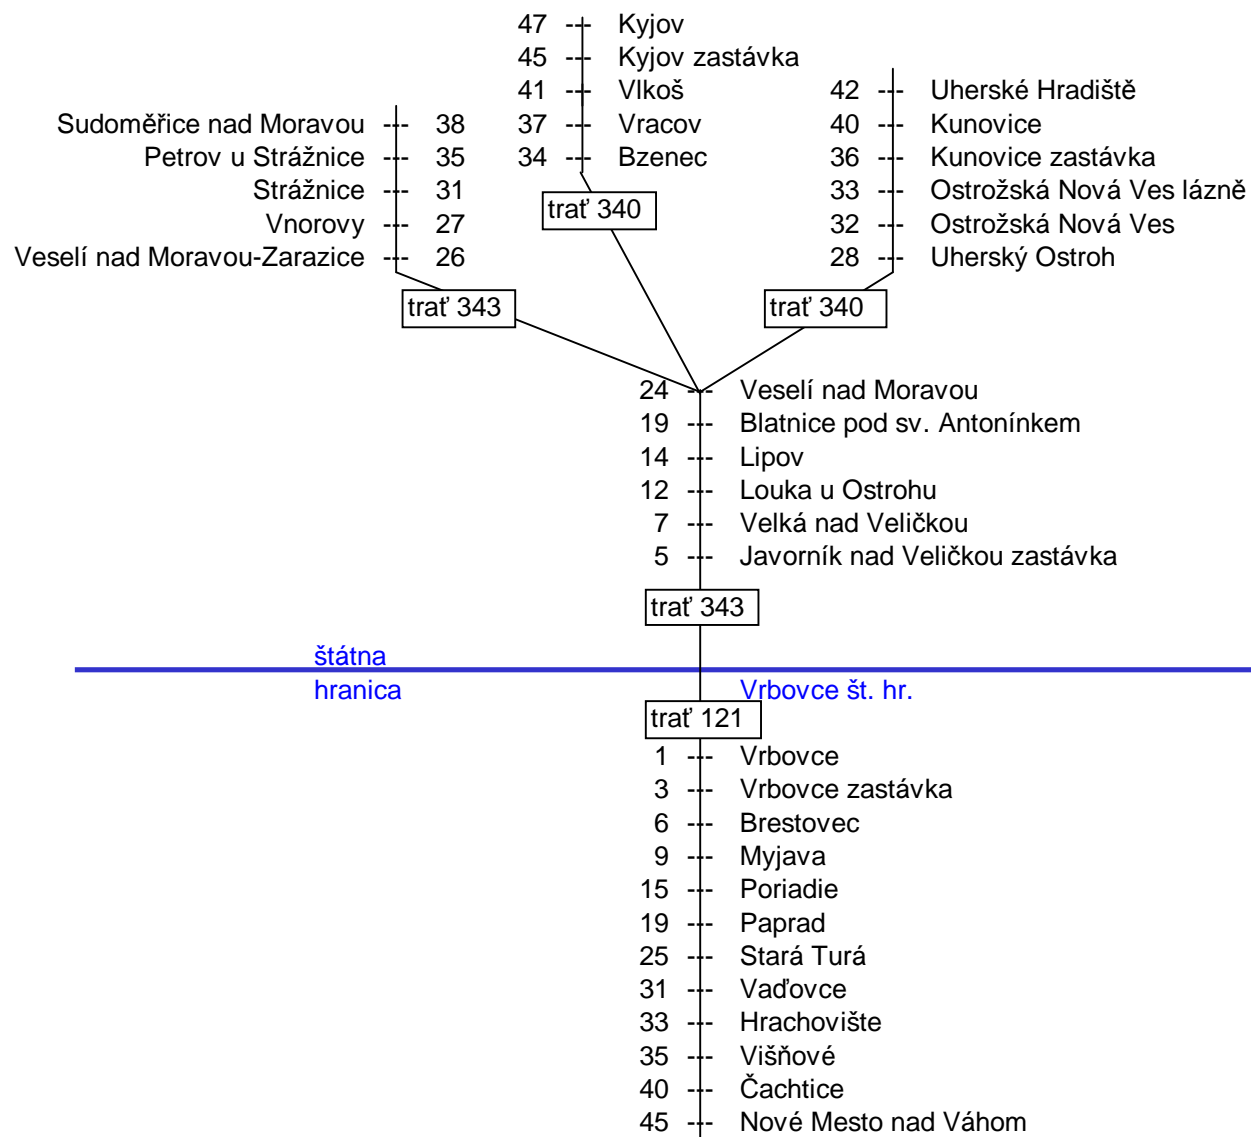 47 --- Kyjov
45 --- Kyjov zastávka
41 --- Vlkoš
42 --- Uherské Hradiště
Sudoměřice nad Moravou --- 38
37 --- Vracov
40 --- Kunovice
Petrov u Strážnice --- 35
34 --- Bzenec
36 --- Kunovice zastávka
Strážnice --- 31
33 --- Ostrožská Nová Ves lázně
trať 340
Vnorovy --- 27
32 --- Ostrožská Nová Ves
Veselí nad Moravou-Zarazice --- 26
28 --- Uherský Ostroh
trať 343
trať 340
24 --- Veselí nad Moravou
19 --- Blatnice pod sv. Antonínkem
14 --- Lipov
12 --- Louka u Ostrohu
7 --- Velká nad Veličkou
5 --- Javorník nad Veličkou zastávka
trať 343
štátna
hranica
Vrbovce št. hr.
trať 121
1 --- Vrbovce
3 --- Vrbovce zastávka
6 --- Brestovec
9 --- Myjava
15 --- Poriadie
19 --- Paprad
25 --- Stará Turá
31 --- Vaďovce
33 --- Hrachovište
35 --- Višňové
40 --- Čachtice
45 --- Nové Mesto nad Váhom